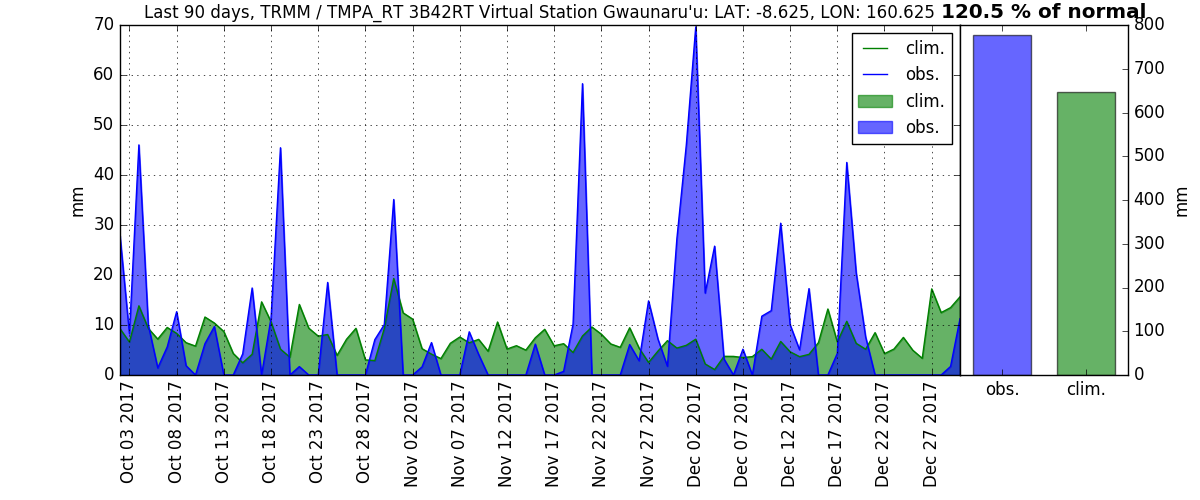 Last 90 days, TRMM / TMPA_RT 3B42RT Virtual Station Gwaunaru'u: LAT: -8.625, LON: 160.625 120.5 % of normal
70
60
50
40
30
20
10
0
mm
clim.
obs.
clim.
obs.
800
700
600
500
400
300
200
100
0
mm
obs.
clim.
Oct 03 2017
Oct 08 2017
Oct 13 2017
Oct 18 2017
Oct 23 2017
Oct 28 2017
Nov 02 2017
Nov 07 2017
Nov 12 2017
Nov 17 2017
Nov 22 2017
Nov 27 2017
Dec 02 2017
Dec 07 2017
Dec 12 2017
Dec 17 2017
Dec 22 2017
Dec 27 2017